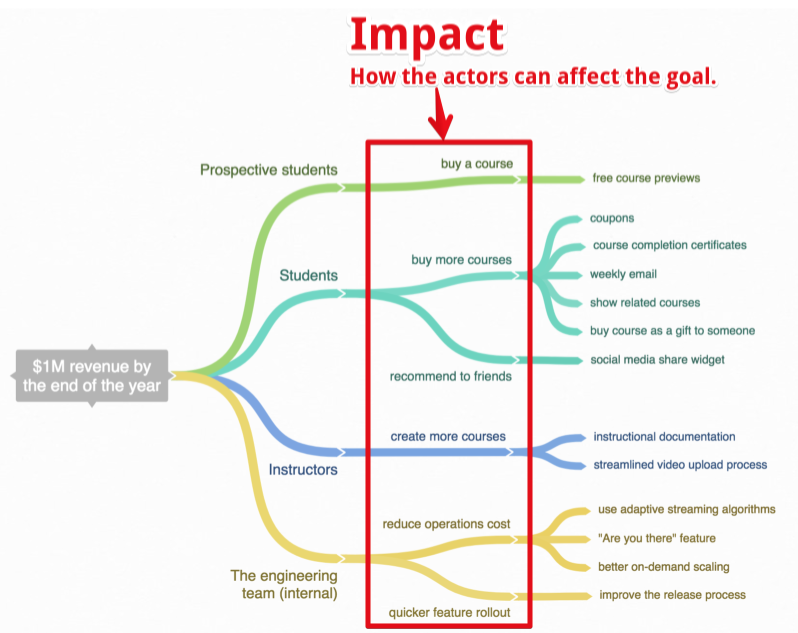 Impact
How the actors can affect the goal.
$1M revenue by
the end of the year
Prospective students
buy a course
free course previews
Students
buy more courses
coupons
course completion certificates
weekly email
show related courses
buy course as a gift to someone
recommend to friends
social media share widget
Instructors
create more courses
instructional documentation
streamlined video upload process
The engineering
team (internal)
reduce operations cost
use adaptive streaming algorithms
"Are you there" feature
better on-demand scaling
quicker feature rollout
improve the release process